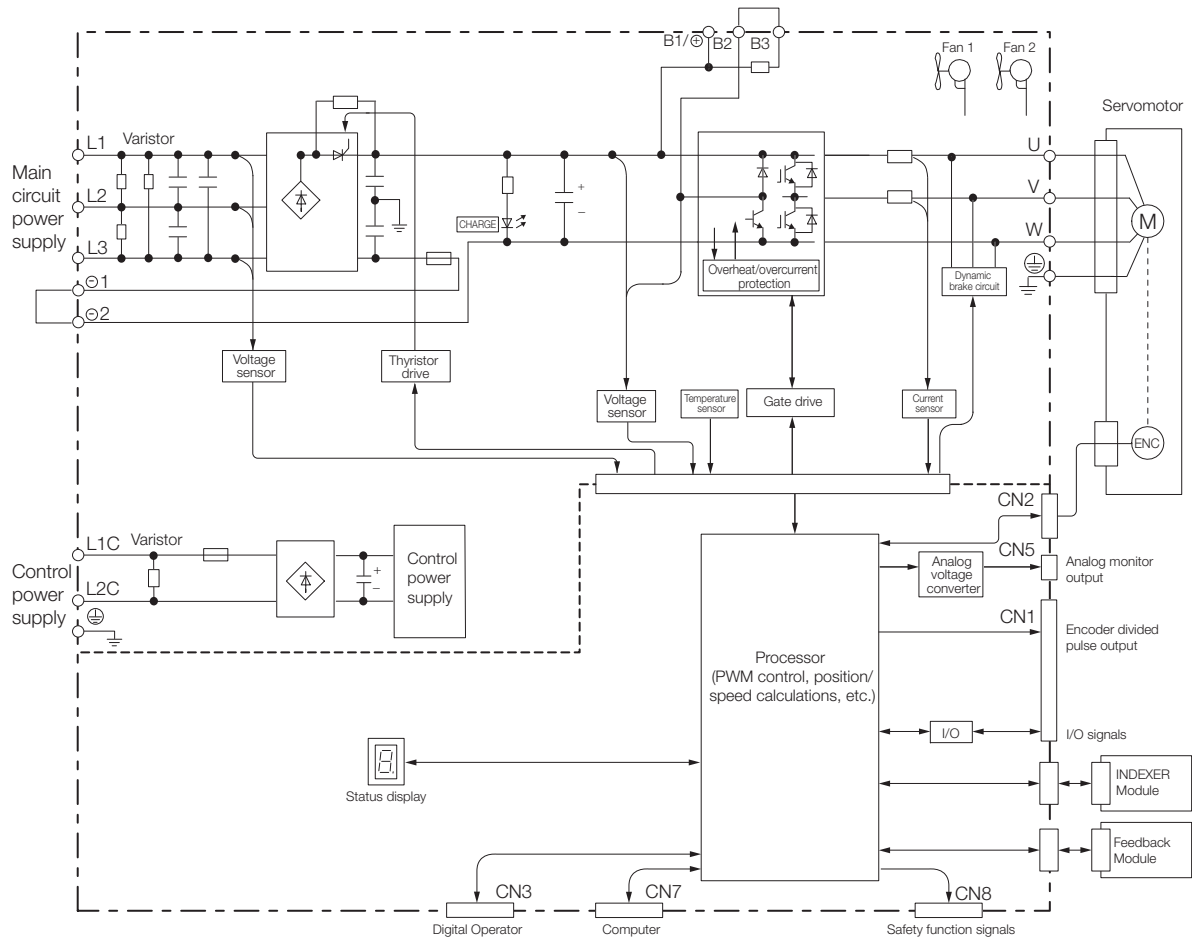 B1/⊕ B2 B3
Fan 1 Fan 2
Servomotor
Main
circuit
power
supply
L1
Varistor
L2
L3
⊖1
⊖2
CHARGE
+
–
Overheat/overcurrent
protection
U
V
W
M
Dynamic
brake circuit
Voltage
sensor
Thyristor
drive
Voltage
sensor
Temperature
sensor
Gate drive
Current
sensor
ENC
Control
power
supply
L1C
Varistor
L2C
+
–
Control
power
supply
CN2
CN5
Analog
voltage
converter
Analog monitor
output
CN1
Encoder divided
pulse output
Processor
(PWM control, position/
speed calculations, etc.)
I/O
I/O signals
Status display
INDEXER
Module
Feedback
Module
CN3
CN7
CN8
Digital Operator
Computer
Safety function signals